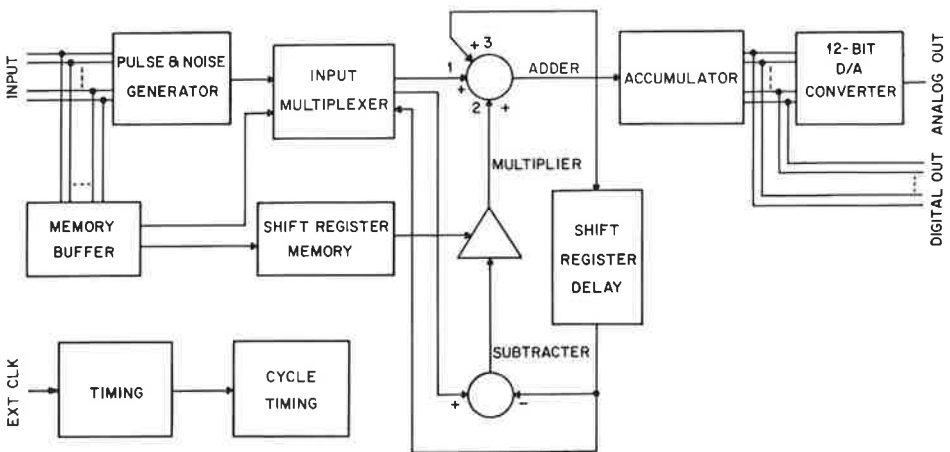 INPUT
PULSE & NOISE
GENERATOR
INPUT
MULTIPLEXER
+ 3
1
+
2
+
ADDER
ACCUMULATOR
12-BIT
D/A
CONVERTER
ANALOG OUT
DIGITAL OUT
MULTIPLIER
MEMORY
BUFFER
SHIFT REGISTER
MEMORY
SHIFT
REGISTER
DELAY
SUBTRACTER
+
-
EXT CLK
TIMING
CYCLE
TIMING